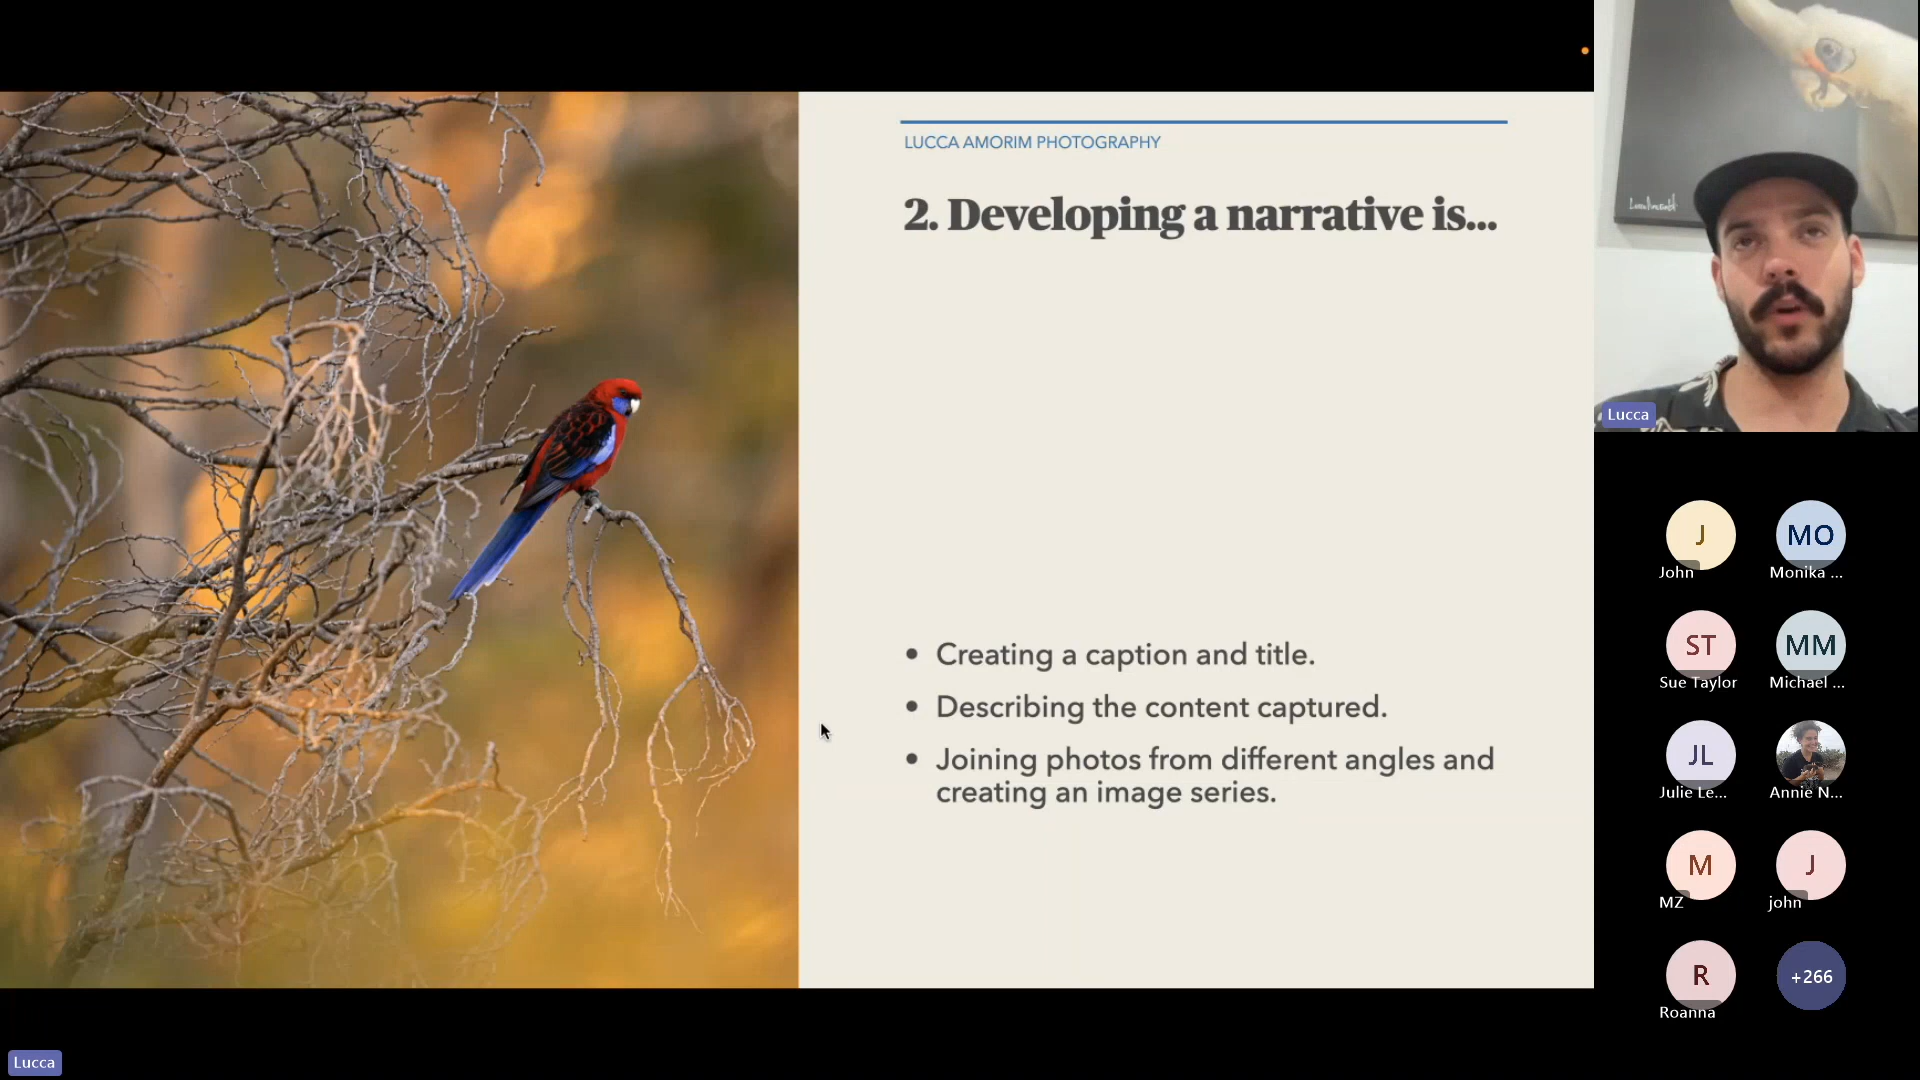 LUCCA AMORIM PHOTOGRAPHY
2. Developing a narrative is...
• Creating a caption and title.
• Describing the content captured.
• Joining photos from different angles and
creating an image series.
Lucca
J
John
MO
Monika ...
ST
Sue Taylor
MM
Michael ...
JL
Julie Le...
Annie N...
M
MZ
J
john
R
Roanna
+266
Lucca